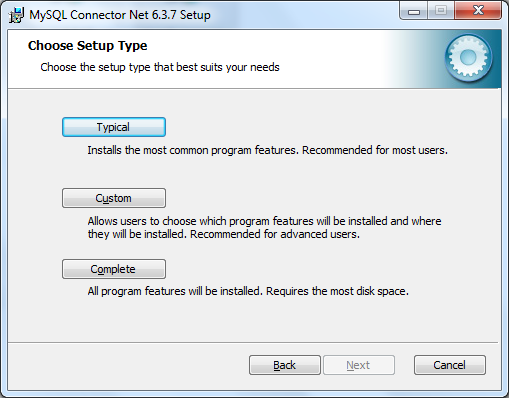 MySQL Connector Net 6.3.7 Setup
Choose Setup Type
Choose the setup type that best suits your needs
Typical
Installs the most common program features. Recommended for most users.
Custom
Allows users to choose which program features will be installed and where
they will be installed. Recommended for advanced users.
Complete
All program features will be installed. Requires the most disk space.
Back Next Cancel